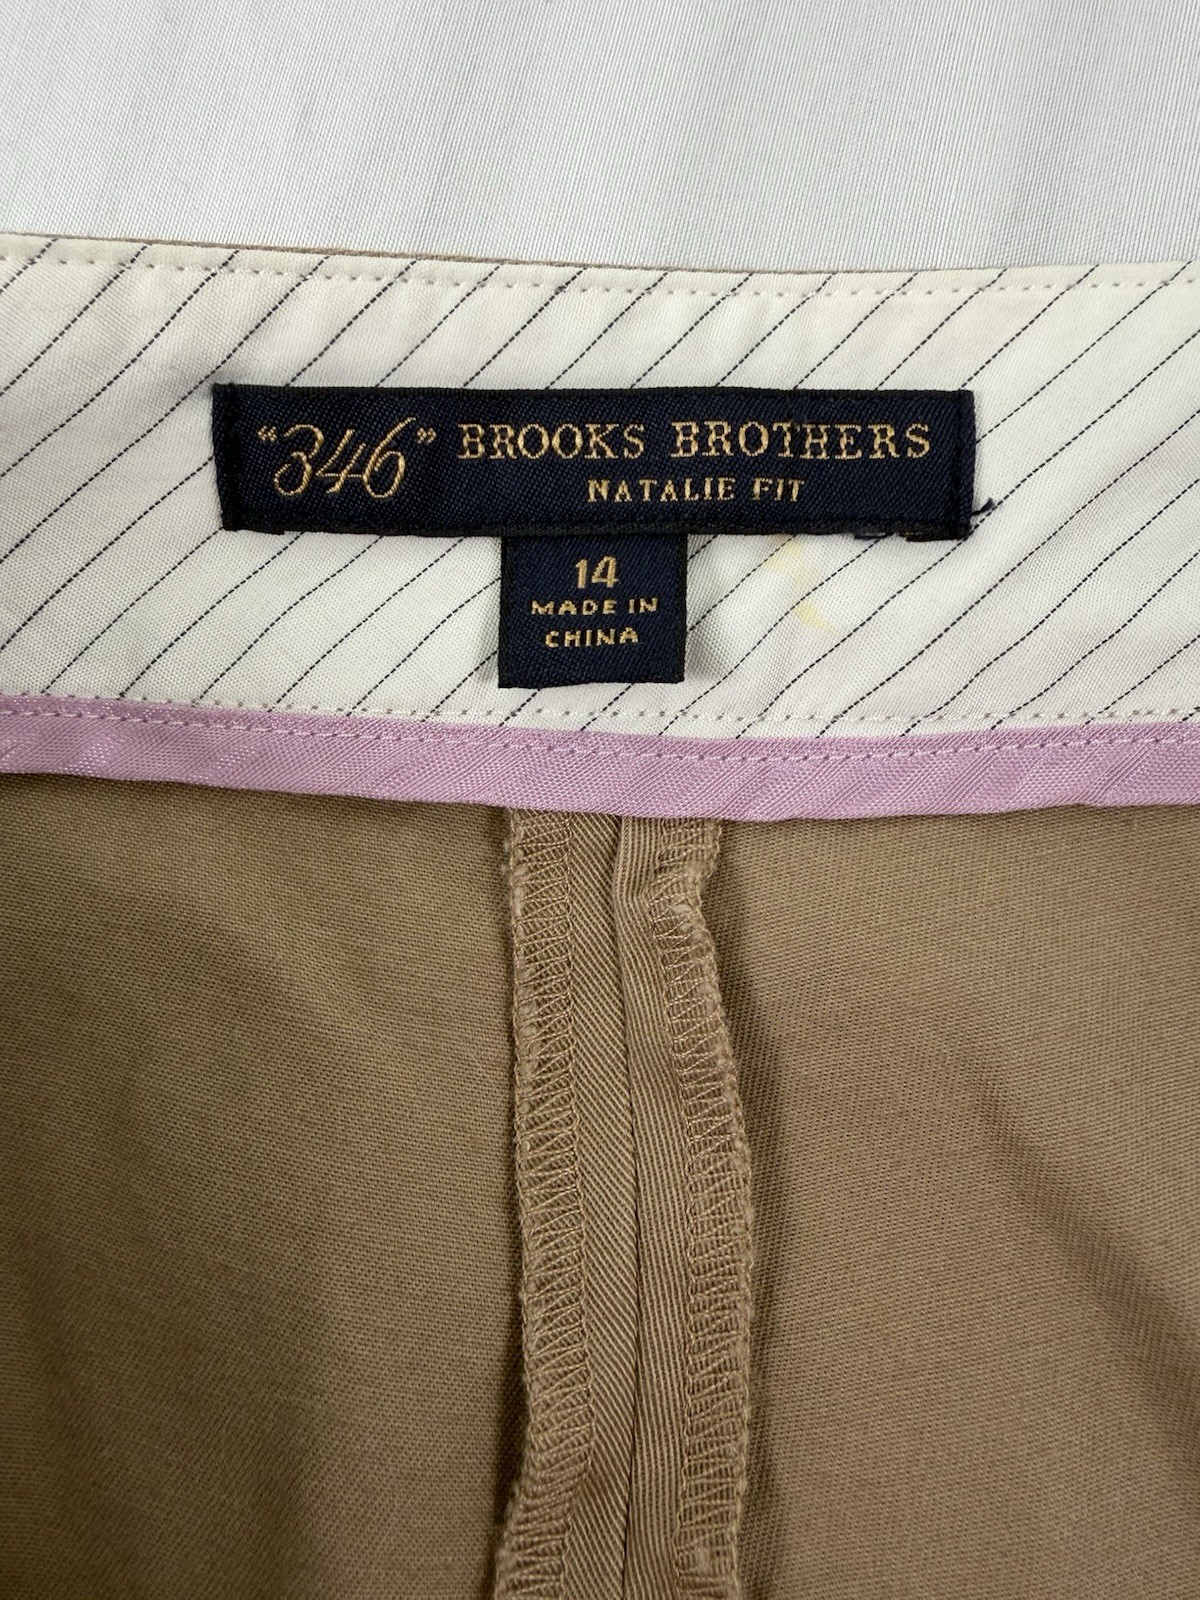 "346" BROOKS BROTHERS
NATALIE FIT
14
MADE IN
CHINA